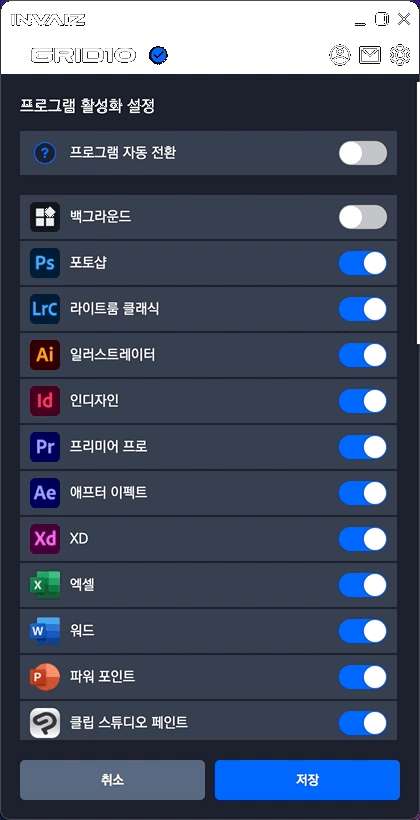 INVAIZ
GRID10
프로그램 활성화 설정
? 프로그램 자동 전환
백그라운드
Ps 포토샵
LrC 라이트룸 클래식
Ai 일러스트레이터
Id 인디자인
Pr 프리미어 프로
Ae 애프터 이펙트
Xd XD
X 엑셀
W 워드
P 파워 포인트
클립 스튜디오 페인트
취소 저장